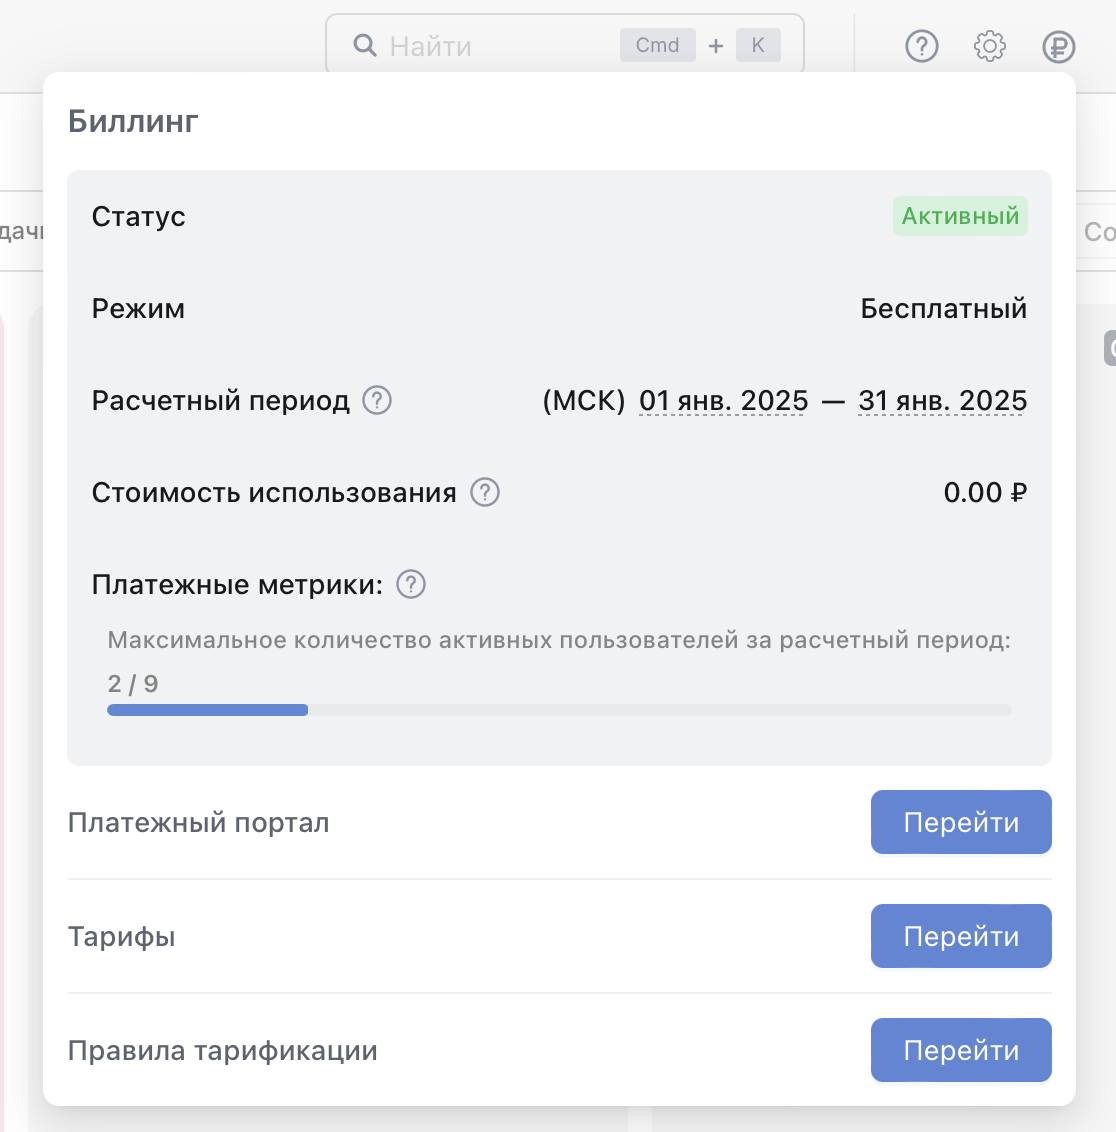 Найти Cmd + K
Биллинг
Статус Активный
Режим Бесплатный
Расчетный период (МСК) 01 янв. 2025 — 31 янв. 2025
Стоимость использования 0.00 ₽
Платежные метрики:
Максимальное количество активных пользователей за расчетный период:
2 / 9
Платежный портал Перейти
Тарифы Перейти
Правила тарификации Перейти